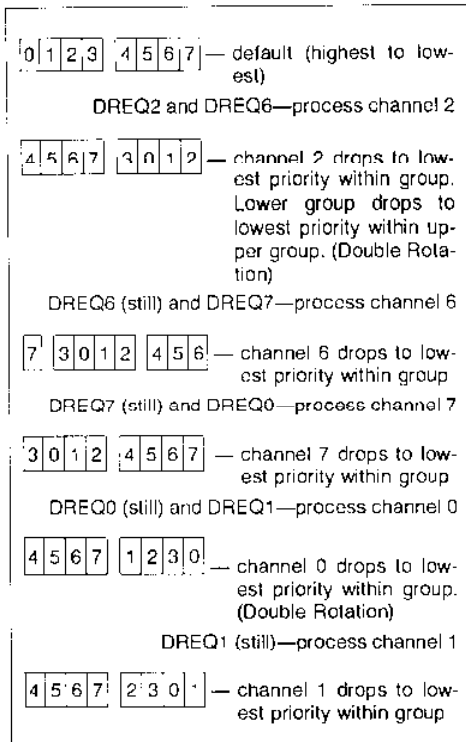 0 1 2 3 4 5 6 7 — default (highest to low-
est)
DREQ2 and DREQ6—process channel 2
4 5 6 7 3 0 1 2 — channel 2 drops to low-
est priority within group.
Lower group drops to
lowest priority within up-
per group. (Double Rota-
tion)
DREQ6 (still) and DREQ7—process channel 6
7 3 0 1 2 4 5 6 — channel 6 drops to low-
est priority within group
DREQ7 (still) and DREQ0—process channel 7
3 0 1 2 4 5 6 7 — channel 7 drops to low-
est priority within group
DREQ0 (still) and DREQ1—process channel 0
4 5 6 7 1 2 3 0 — channel 0 drops to low-
est priority within group.
(Double Rotation)
DREQ1 (still)—process channel 1
4 5 6 7 2 3 0 1 — channel 1 drops to low-
est priority within group